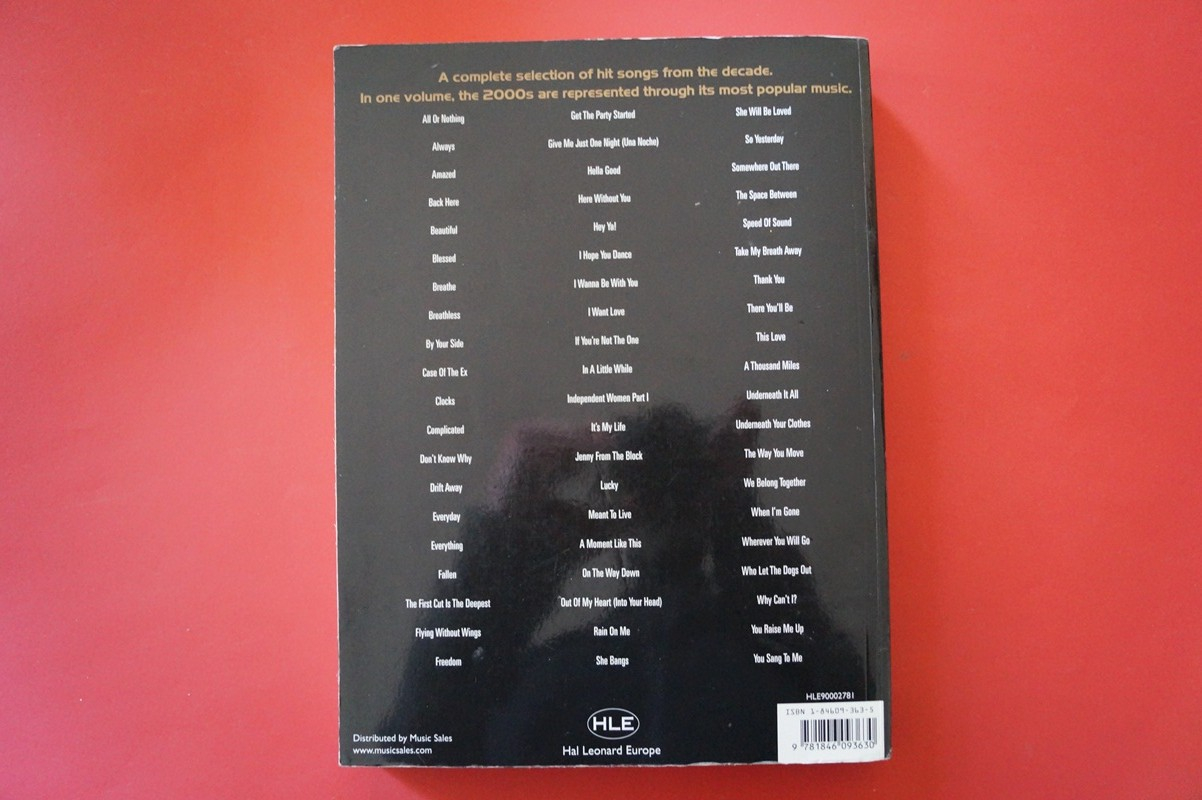 A complete selection of hit songs from the decade.
In one volume, the 2000s are represented through its most popular music.
All Or Nothing
Always
Amazed
Back Here
Beautiful
Blessed
Breathe
Breathless
By Your Side
Case Of The Ex
Clocks
Complicated
Don't Know Why
Drift Away
Everyday
Everything
Fallen
The First Cut Is The Deepest
Flying Without Wings
Freedom
Get The Party Started
Give Me Just One Night (Una Noche)
Hella Good
Here Without You
Hey Ya!
I Hope You Dance
I Wanna Be With You
I Want Love
If You're Not The One
In A Little While
Independent Women Part I
It's My Life
Jenny From The Block
Lucky
Meant To Live
A Moment Like This
On The Way Down
Out Of My Heart (Into Your Head)
Rain On Me
She Bangs
She Will Be Loved
So Yesterday
Somewhere Out There
The Space Between
Speed Of Sound
Take My Breath Away
Thank You
There You'll Be
This Love
A Thousand Miles
Underneath It All
Underneath Your Clothes
The Way You Move
We Belong Together
When I'm Gone
Wherever You Will Go
Who Let The Dogs Out
Why Can't I?
You Raise Me Up
You Sang To Me
Distributed by Music Sales
www.musicsales.com
HLE
Hal Leonard Europe
HLE90002781
ISBN 1-84609-363-5
9 781846 093630